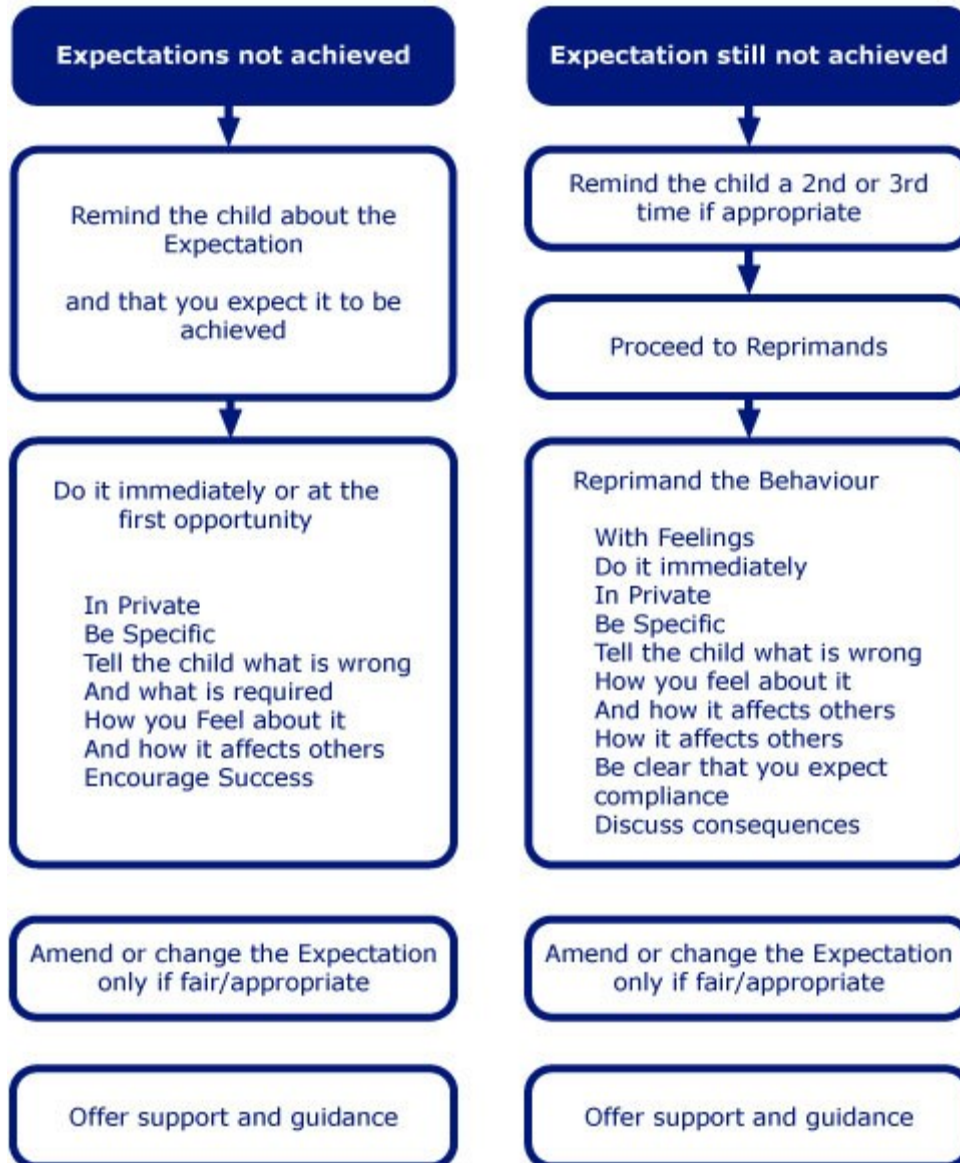 Expectations not achieved
Remind the child about the
Expectation
and that you expect it to be
achieved
Do it immediately or at the
first opportunity
In Private
Be Specific
Tell the child what is wrong
And what is required
How you Feel about it
And how it affects others
Encourage Success
Amend or change the Expectation
only if fair/appropriate
Offer support and guidance
Expectation still not achieved
Remind the child a 2nd or 3rd
time if appropriate
Proceed to Reprimands
Reprimand the Behaviour
With Feelings
Do it immediately
In Private
Be Specific
Tell the child what is wrong
How you feel about it
And how it affects others
How it affects others
Be clear that you expect
compliance
Discuss consequences
Amend or change the Expectation
only if fair/appropriate
Offer support and guidance